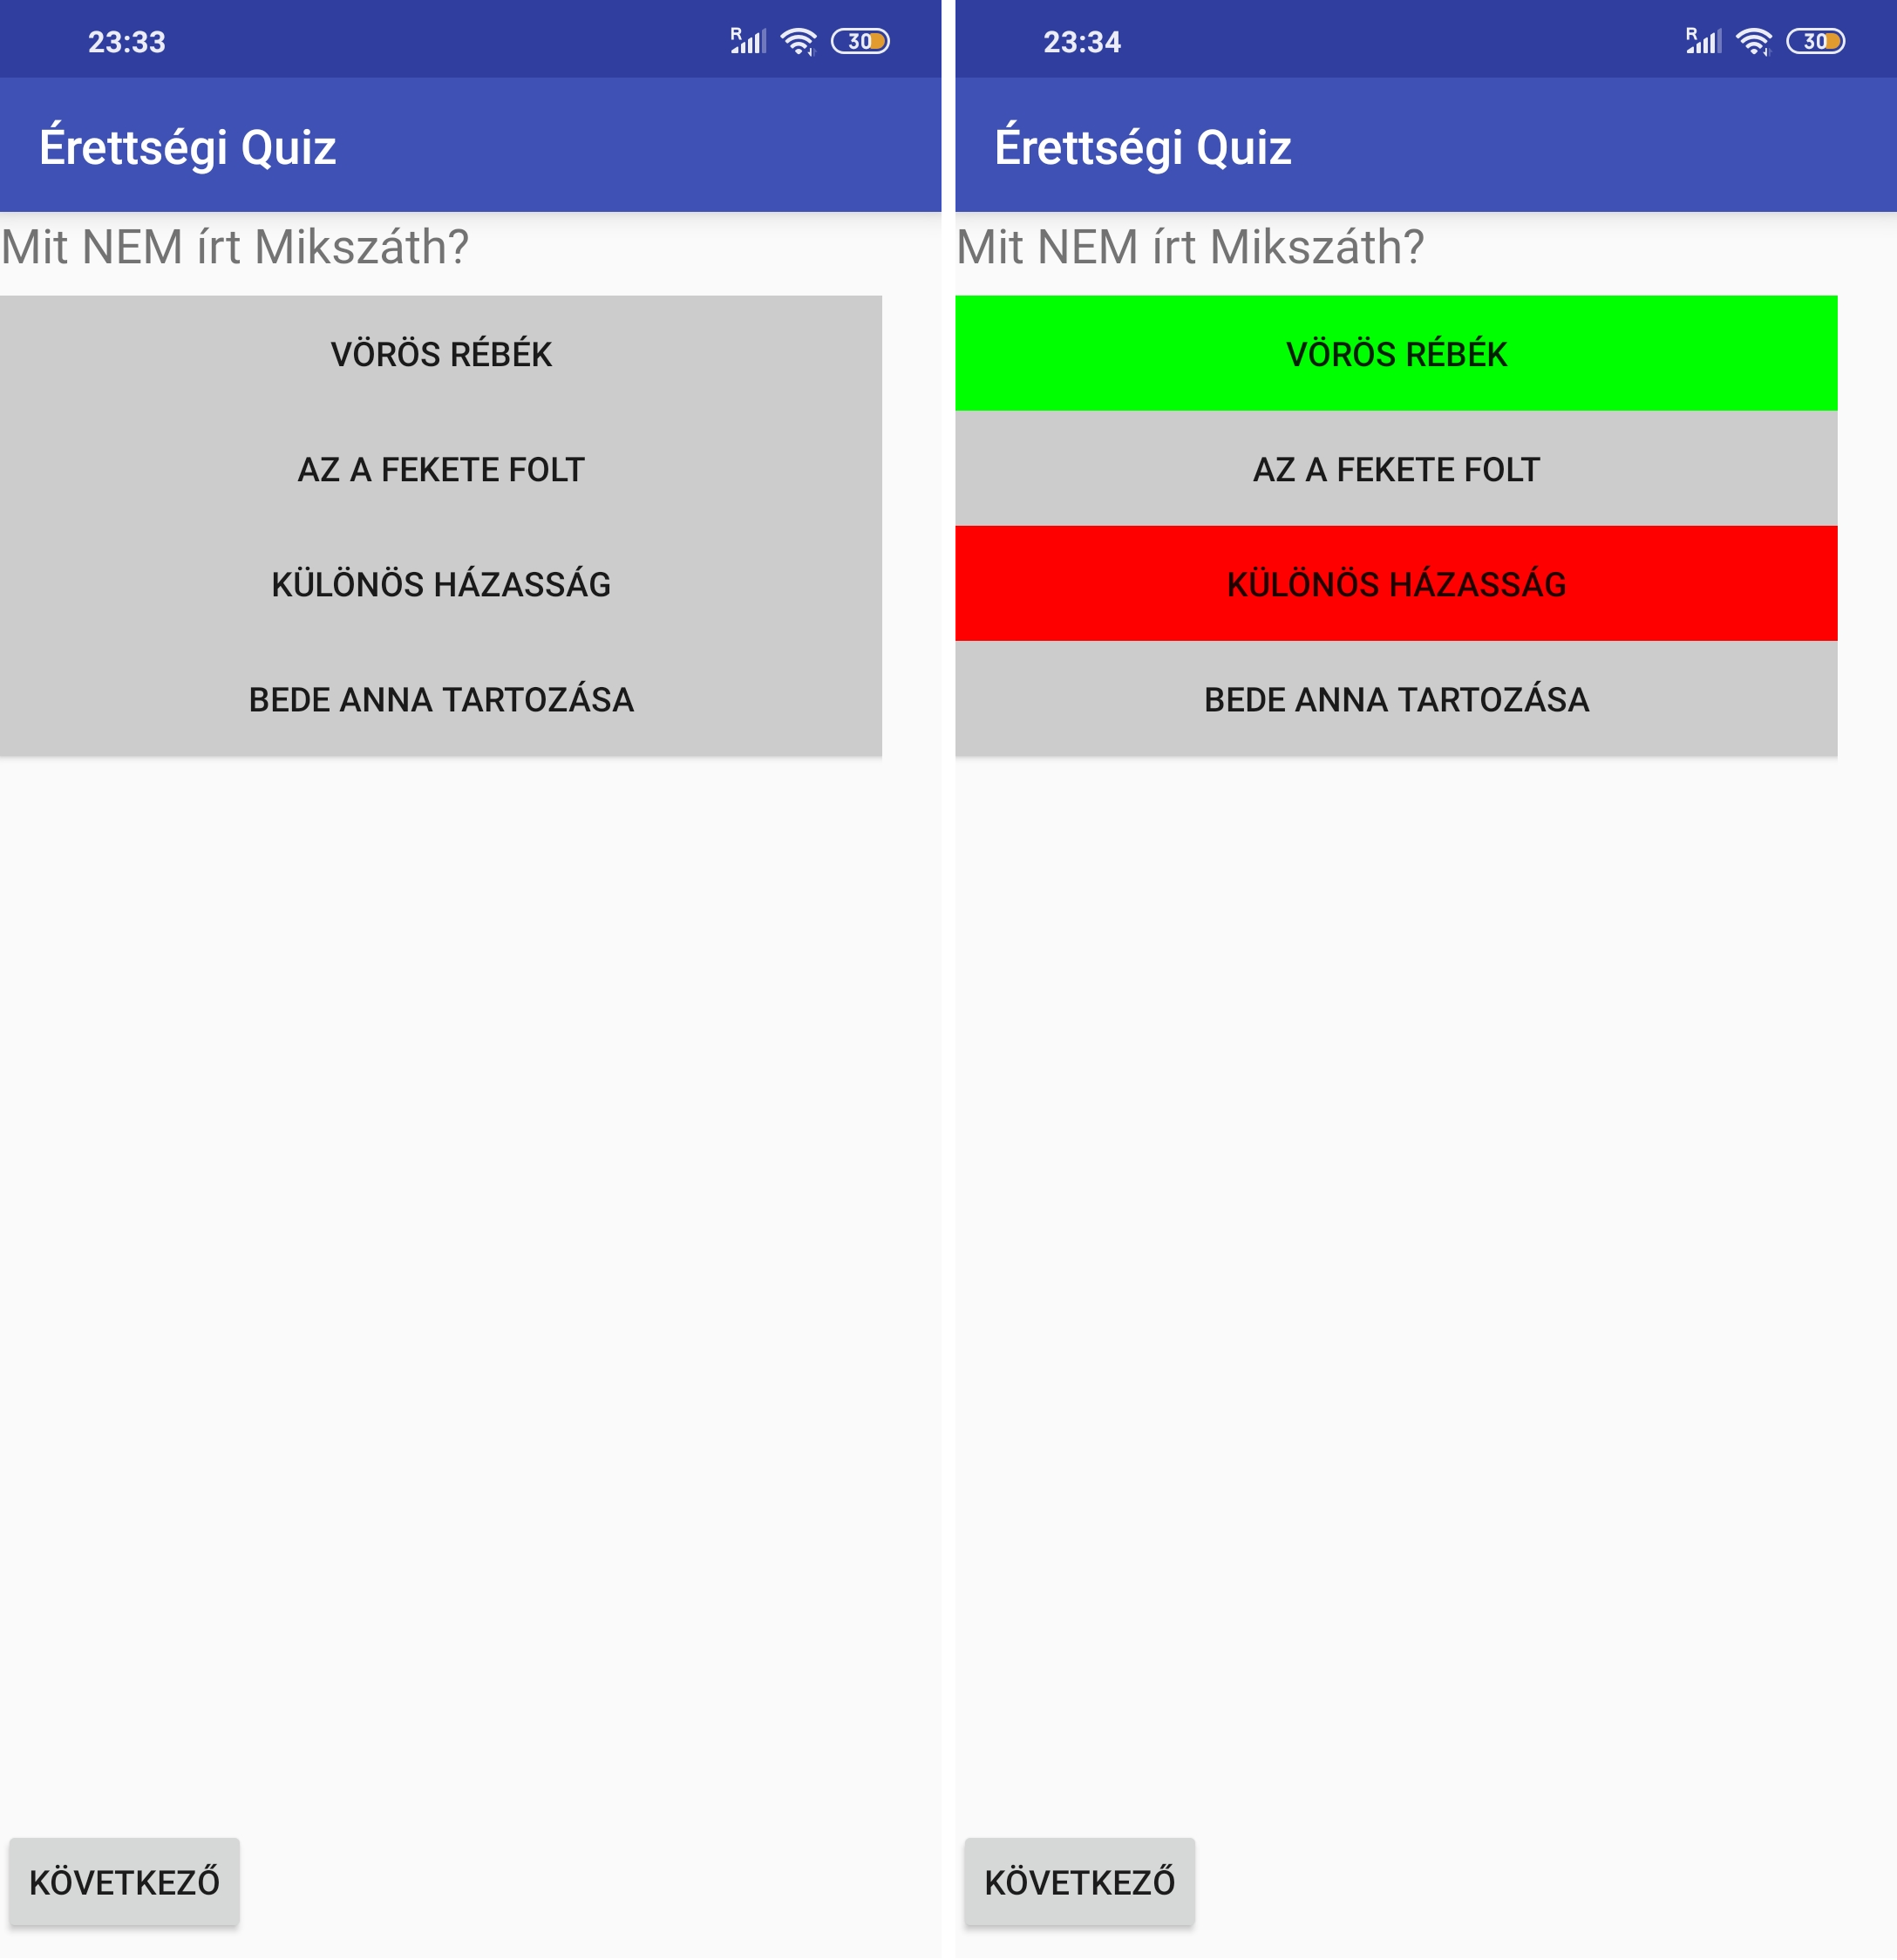 23:33
R
30
Érettségi Quiz
Mit NEM írt Mikszáth?
VÖRÖS RÉBÉK
AZ A FEKETE FOLT
KÜLÖNÖS HÁZASSÁG
BEDE ANNA TARTOZÁSA
KÖVETKEZŐ
23:34
R
30
Érettségi Quiz
Mit NEM írt Mikszáth?
VÖRÖS RÉBÉK
AZ A FEKETE FOLT
KÜLÖNÖS HÁZASSÁG
BEDE ANNA TARTOZÁSA
KÖVETKEZŐ